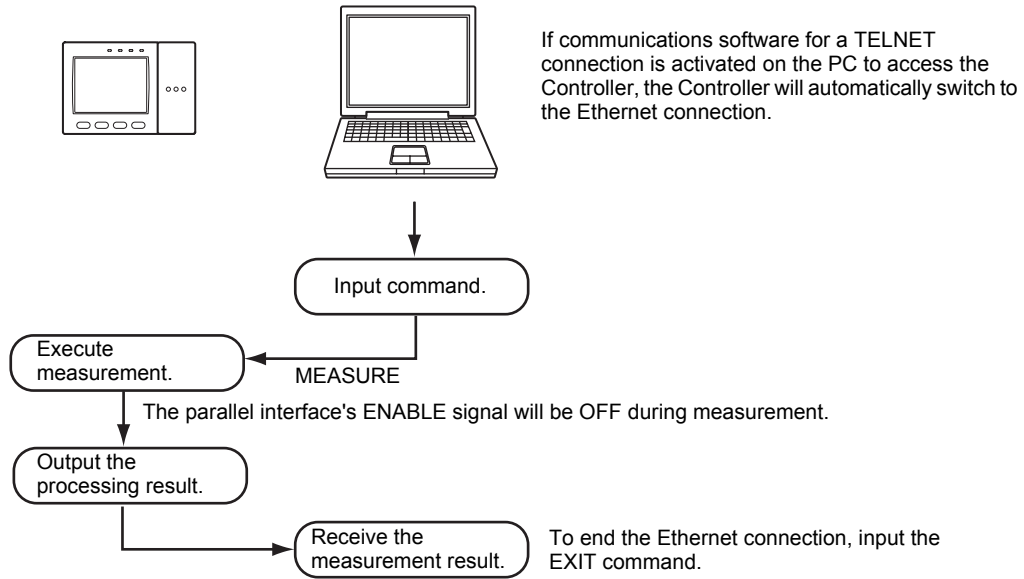 If communications software for a TELNET
connection is activated on the PC to access the
Controller, the Controller will automatically switch to
the Ethernet connection.
Input command.
Execute
measurement.
MEASURE
The parallel interface's ENABLE signal will be OFF during measurement.
Output the
processing result.
Receive the
measurement result.
To end the Ethernet connection, input the
EXIT command.